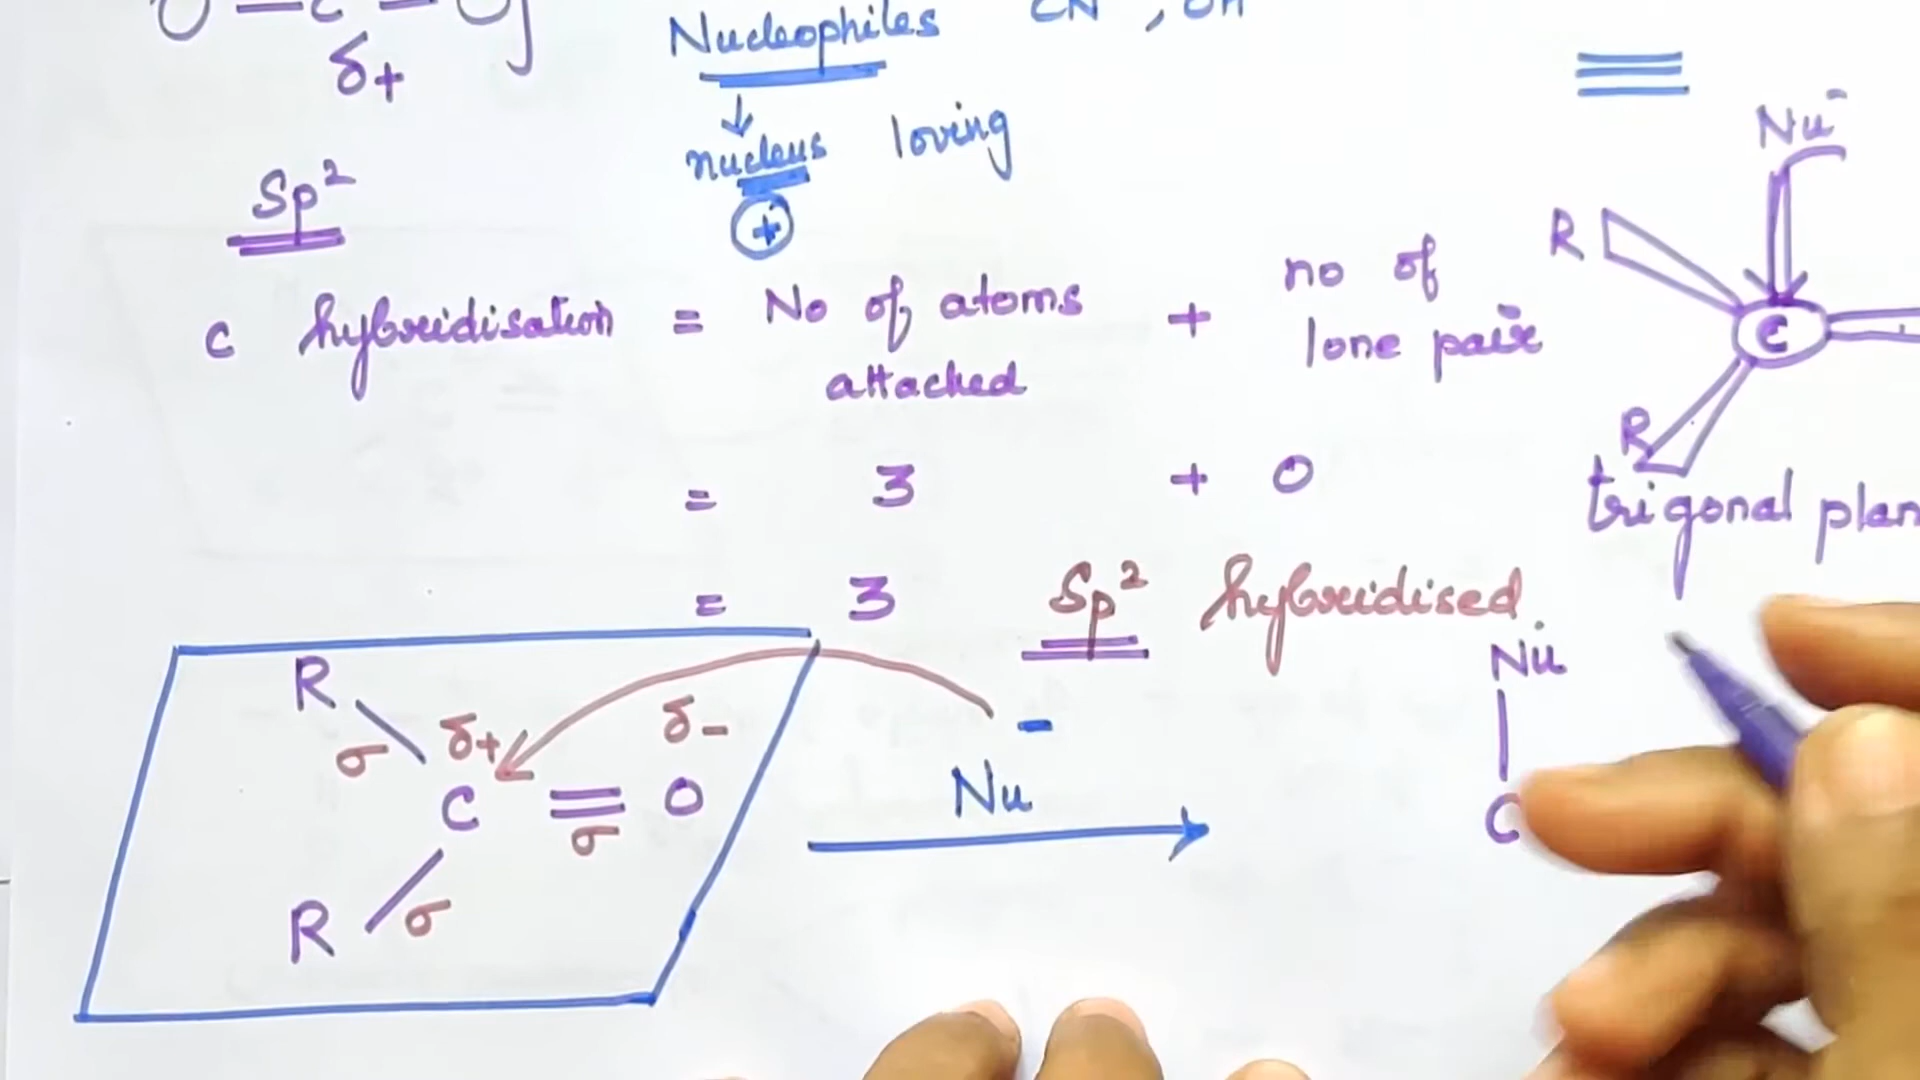 Nucleophiles CN⁻, OH
δ+
nucleus loving
+
Sp²
C hybridisation = No of atoms attached + no of lone pair
= 3 + 0
= 3 Sp² hybridised
Nu⁻
R
C
R
trigonal plan
R
σ δ+ δ-
C = O
σ
R σ
-
Nu
Nu
C